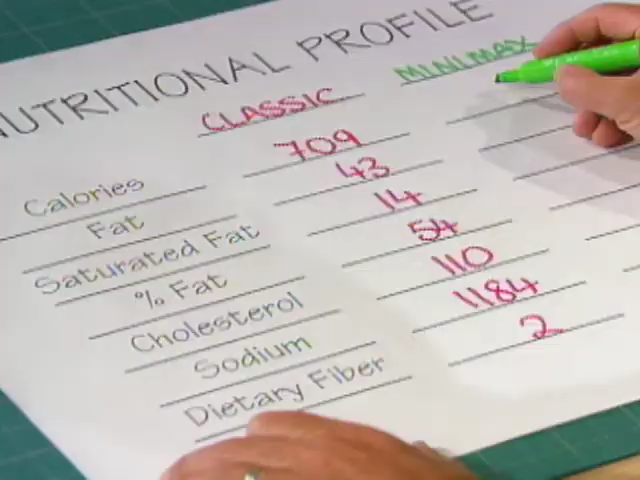 NUTRITIONAL PROFILE
CLASSIC MINIMAX
Calories 709
Fat 43
Saturated Fat 14
% Fat 54
Cholesterol 110
Sodium 1184
Dietary Fiber 2